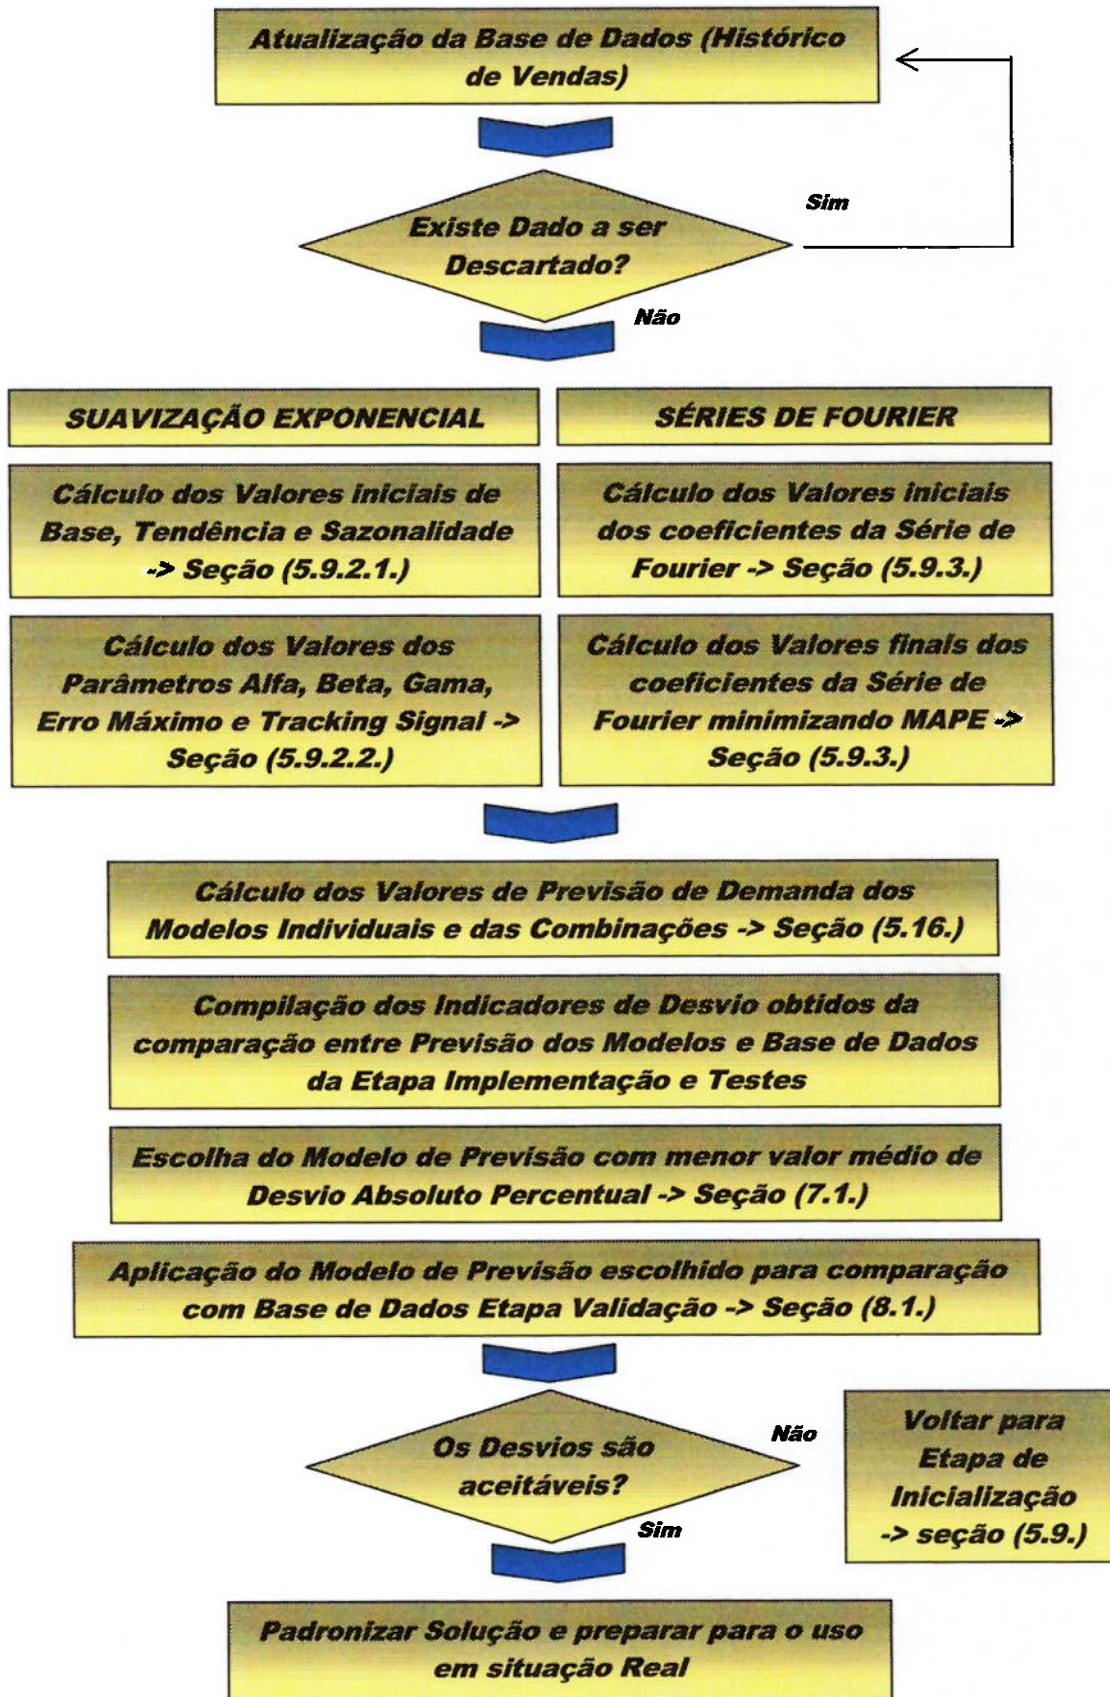 Atualização da Base de Dados (Histórico
de Vendas)
Sim
Existe Dado a ser
Descartado?
Não
SUAVIZAÇÃO EXPONENCIAL
SÉRIES DE FOURIER
Cálculo dos Valores iniciais de
Base, Tendência e Sazonalidade
-> Seção (5.9.2.1.)
Cálculo dos Valores iniciais
dos coeficientes da Série de
Fourier -> Seção (5.9.3.)
Cálculo dos Valores dos
Parâmetros Alfa, Beta, Gama,
Erro Máximo e Tracking Signal ->
Seção (5.9.2.2.)
Cálculo dos Valores finais dos
coeficientes da Série de
Fourier minimizando MAPE ->
Seção (5.9.3.)
Cálculo dos Valores de Previsão de Demanda dos
Modelos Individuais e das Combinações -> Seção (5.16.)
Compilação dos Indicadores de Desvio obtidos da
comparação entre Previsão dos Modelos e Base de Dados
da Etapa Implementação e Testes
Escolha do Modelo de Previsão com menor valor médio de
Desvio Absoluto Percentual -> Seção (7.1.)
Aplicação do Modelo de Previsão escolhido para comparação
com Base de Dados Etapa Validação -> Seção (8.1.)
Os Desvios são
aceitáveis?
Não
Sim
Voltar para
Etapa de
Inicialização
-> seção (5.9.)
Padronizar Solução e preparar para o uso
em situação Real